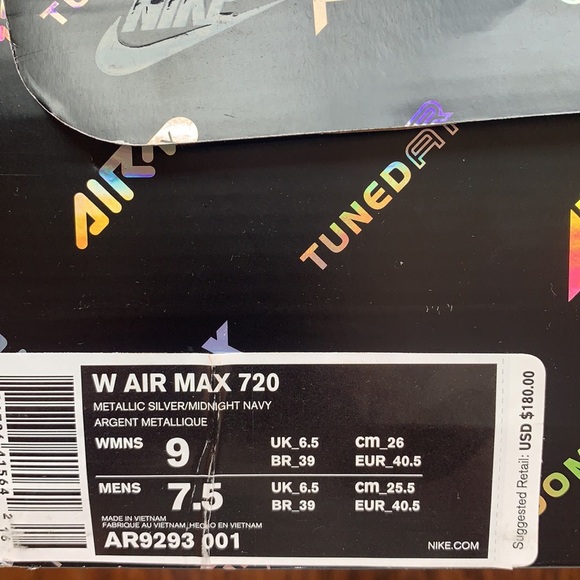 NIKE
TUNED AIR
W AIR MAX 720
METALLIC SILVER/MIDNIGHT NAVY
ARGENT METALLIQUE
WMNS 9 UK_6.5 cm_26
BR_39 EUR_40.5
MENS 7.5 UK_6.5 cm_25.5
BR_39 EUR_40.5
MADE IN VIETNAM
FABRIQUE AU VIETNAM,HECHO EN VIETNAM
AR9293 001
NIKE.COM
Suggested Retail: USD $180.00